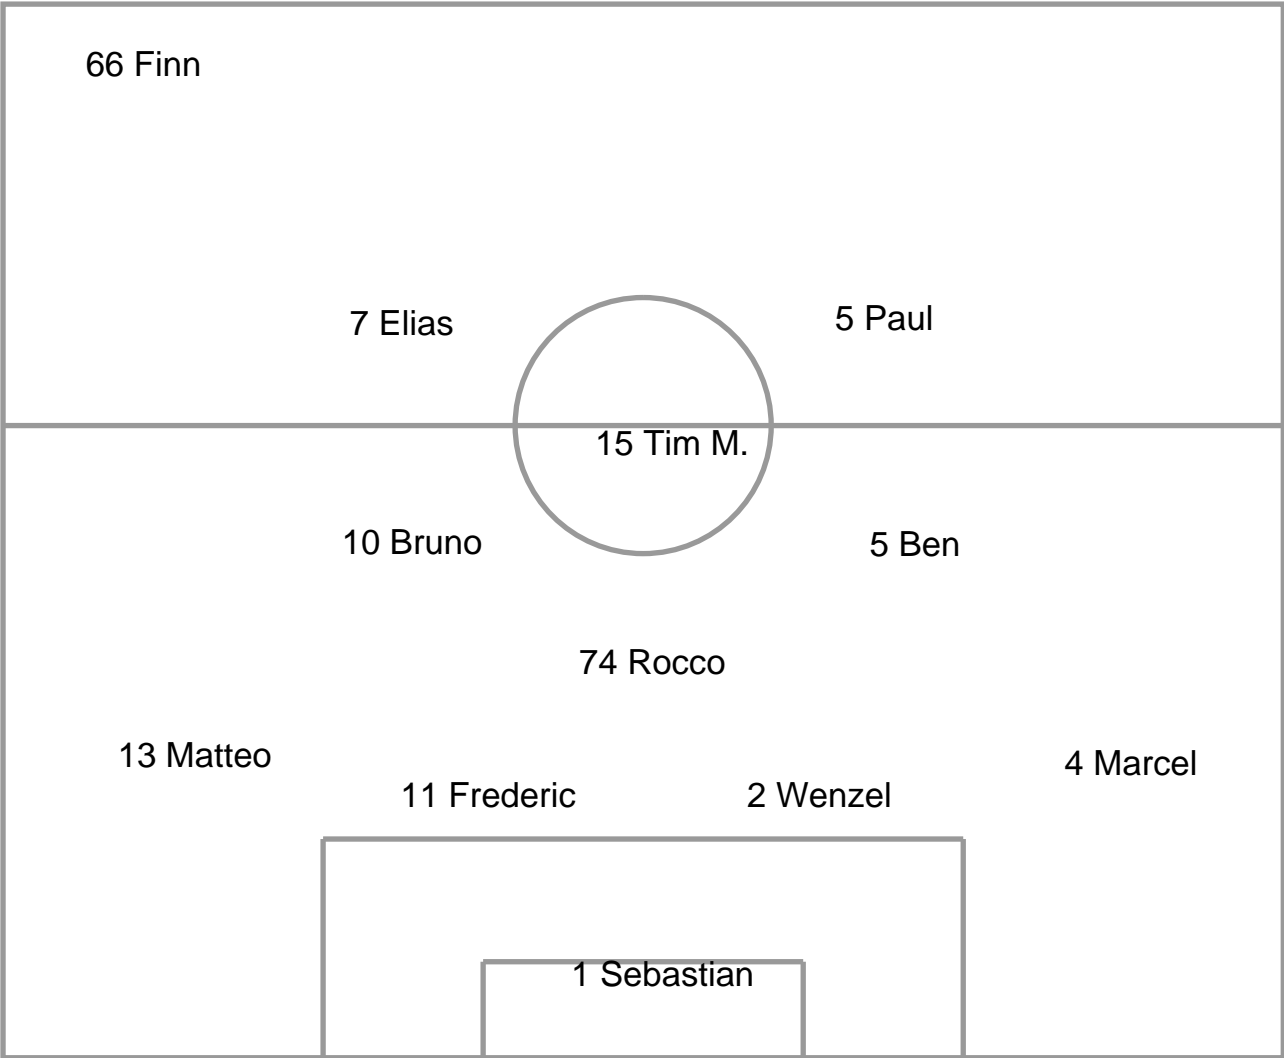 66 Finn
7 Elias
5 Paul
15 Tim M.
10 Bruno
5 Ben
74 Rocco
13 Matteo
4 Marcel
11 Frederic
2 Wenzel
1 Sebastian